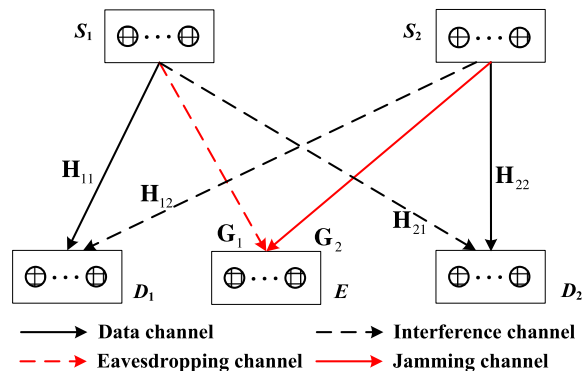 S₁ S₂
H₁₁ H₁₂ H₂₂
G₁ G₂ H₂₁
D₁ E D₂
Data channel Interference channel
Eavesdropping channel Jamming channel